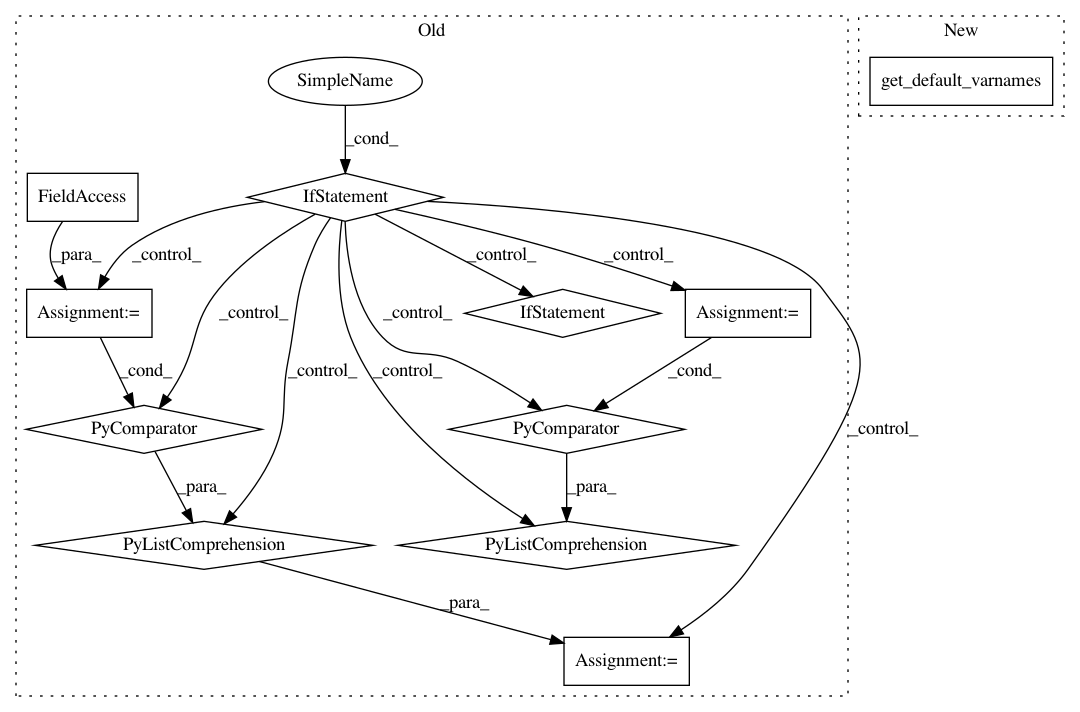 Old
New
SimpleName
get_default_varnames
_cond_
FieldAccess
IfStatement
_para_
_control_
_control_
_control_
Assignment:=
_control_
_control_
IfStatement
Assignment:=
_cond_
_control_
_control_
_cond_
PyComparator
PyComparator
_control_
_para_
_para_
PyListComprehension
PyListComprehension
_para_
Assignment:=